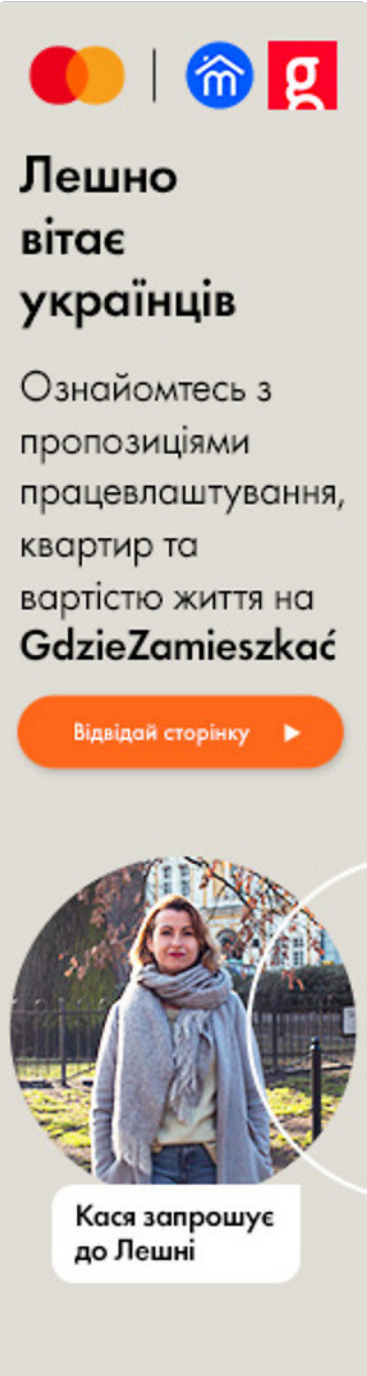 Лешно
вітає
українців
Ознайомтесь з
пропозиціями
працевлаштування,
квартир та
вартістю життя на
GdzieZamieszkać
Відвідай сторінку
Кася запрошує
до Лешні